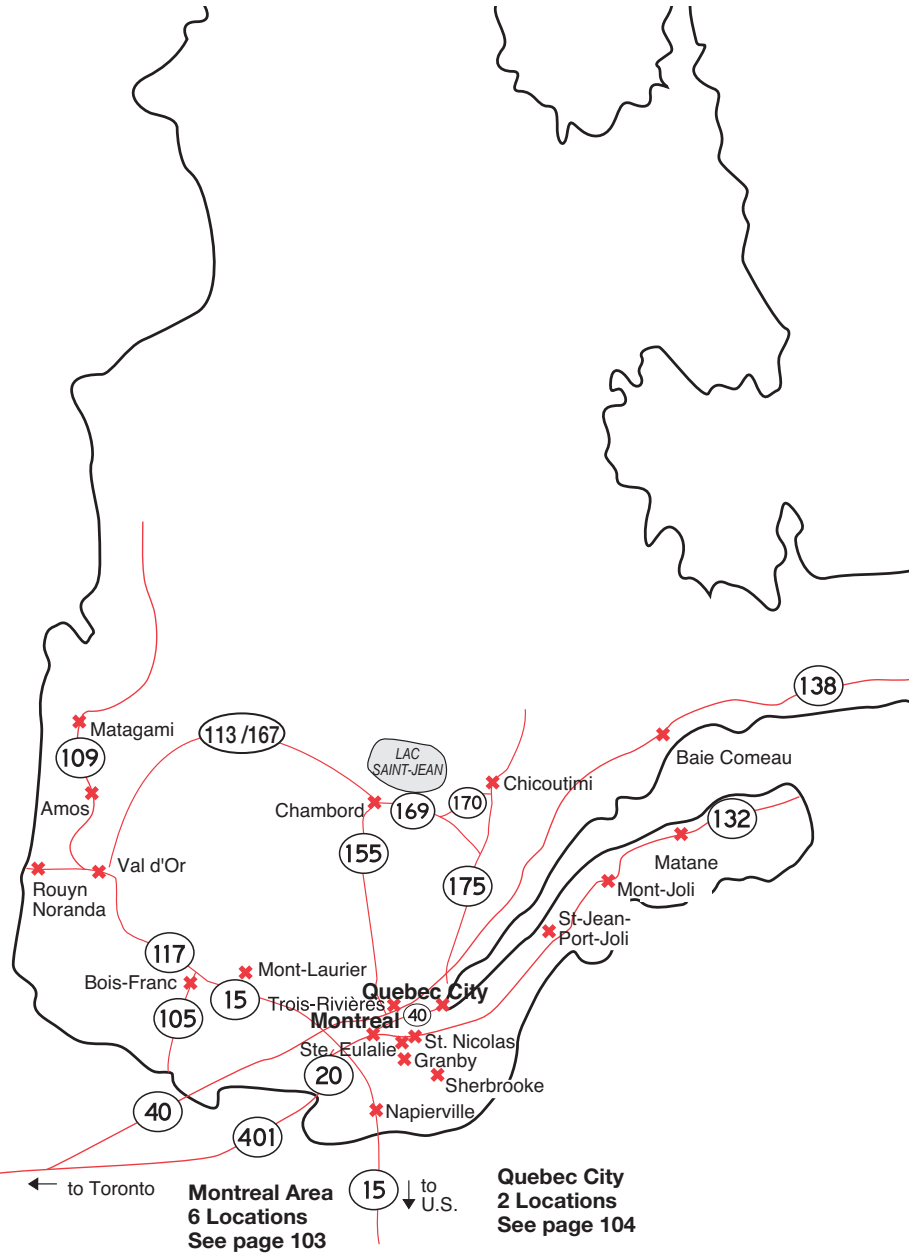 138
Matagami
113 /167
109
LAC
SAINT-JEAN
Baie Comeau
Chicoutimi
Amos
Chambord
169
170
132
155
Matane
Val d'Or
Rouyn
Noranda
175
Mont-Joli
St-Jean-
Port-Joli
117
Mont-Laurier
Bois-Franc
15
105
Trois-Rivières
Quebec City
40
Montreal
Ste. Eulalie
St. Nicolas
Granby
20
Sherbrooke
40
Napierville
401
to Toronto
15
to
U.S.
Montreal Area
6 Locations
See page 103
Quebec City
2 Locations
See page 104